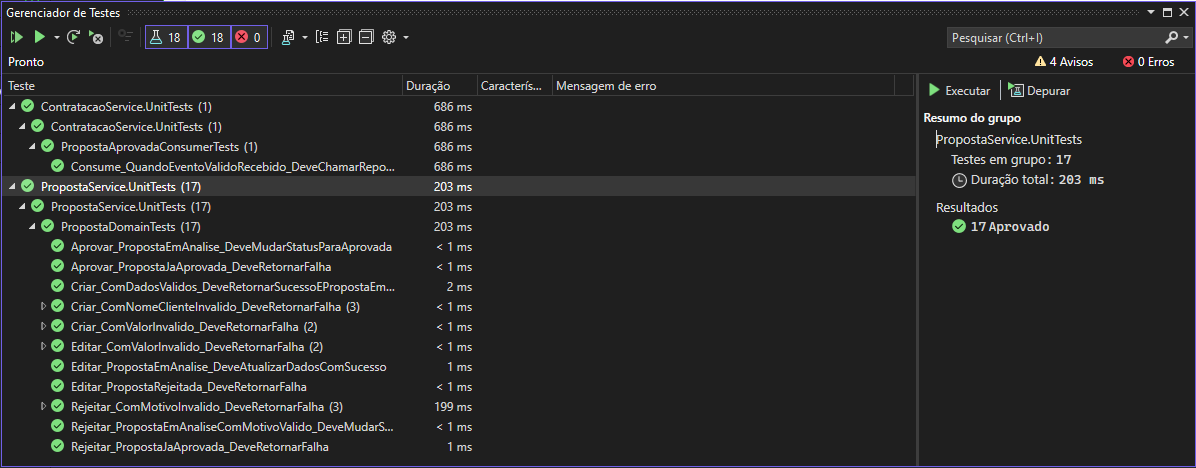 Gerenciador de Testes
18 18 0
Pesquisar (Ctrl+I)
Pronto
4 Avisos 0 Erros
Teste Duração Caracterís... Mensagem de erro
ContratacaoService.UnitTests (1) 686 ms
ContratacaoService.UnitTests (1) 686 ms
PropostaAprovadaConsumerTests (1) 686 ms
Consume_QuandoEventoValidoRecebido_DeveChamarRepo... 686 ms
PropostaService.UnitTests (17) 203 ms
PropostaService.UnitTests (17) 203 ms
PropostaDomainTests (17) 203 ms
Aprovar_PropostaEmAnalise_DeveMudarStatusParaAprovada < 1 ms
Aprovar_PropostaJaAprovada_DeveRetornarFalha < 1 ms
Criar_ComDadosValidos_DeveRetornarSucessoEPropostaEm... 2 ms
Criar_ComNomeClienteInvalido_DeveRetornarFalha (3) < 1 ms
Criar_ComValorInvalido_DeveRetornarFalha (2) < 1 ms
Editar_ComValorInvalido_DeveRetornarFalha (2) < 1 ms
Editar_PropostaEmAnalise_DeveAtualizarDadosComSucesso 1 ms
Editar_PropostaRejeitada_DeveRetornarFalha < 1 ms
Rejeitar_ComMotivoInvalido_DeveRetornarFalha (3) 199 ms
Rejeitar_PropostaEmAnaliseComMotivoValido_DeveMudarS... < 1 ms
Rejeitar_PropostaJaAprovada_DeveRetornarFalha 1 ms
Executar Depurar
Resumo do grupo
PropostaService.UnitTests
Testes em grupo: 17
Duração total: 203 ms
Resultados
17 Aprovado